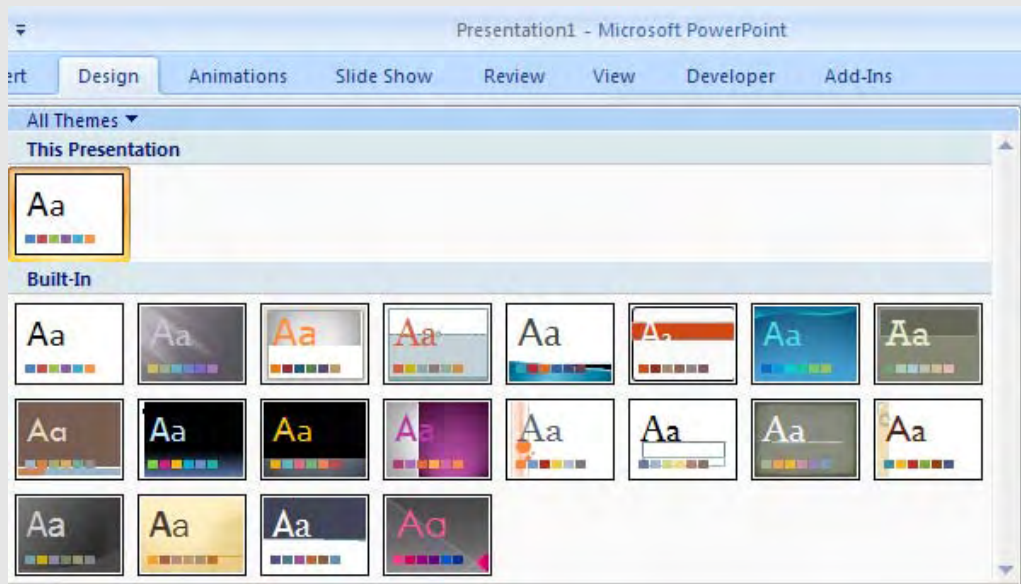 Presentation1 - Microsoft PowerPoint
ert Design Animations Slide Show Review View Developer Add-Ins
All Themes
This Presentation
Aa
Built-In
Aa Aa Aa Aa Aa Aa Aa Aa
Aa Aa Aa Aa Aa Aa Aa Aa
Aa Aa Aa Aa